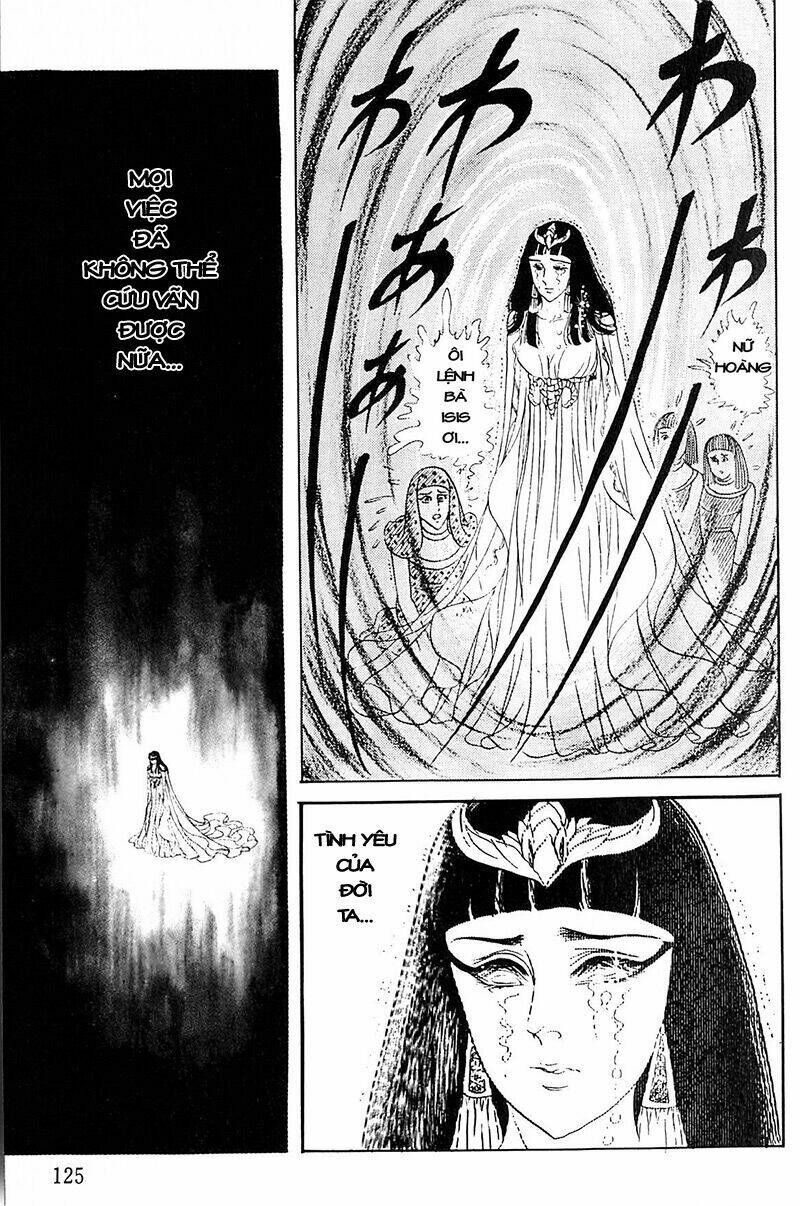 わ
わ
わ
わ
ああ
NỮ
HOÀNG
ÔI
LỆNH
BÀ
ISIS
ƠI...
TÌNH YÊU
CỦA
ĐỜI
TA...
MỌI
VIỆC
ĐÃ
KHÔNG THỂ
CỨU VÃN
ĐƯỢC
NỮA...
125